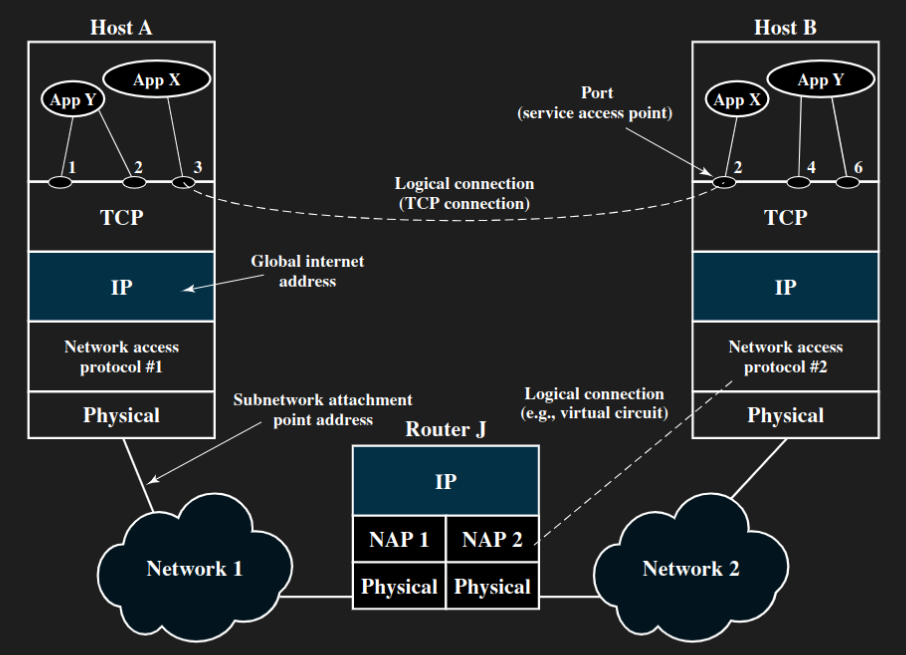 Host A
Host B
App Y
App X
App X
App Y
Port
(service access point)
1
2
3
2
4
6
Logical connection
(TCP connection)
TCP
TCP
Global internet
address
IP
IP
Network access
protocol #1
Network access
protocol #2
Subnetwork attachment
point address
Logical connection
(e.g., virtual circuit)
Physical
Physical
Router J
IP
NAP 1
NAP 2
Physical
Physical
Network 1
Network 2